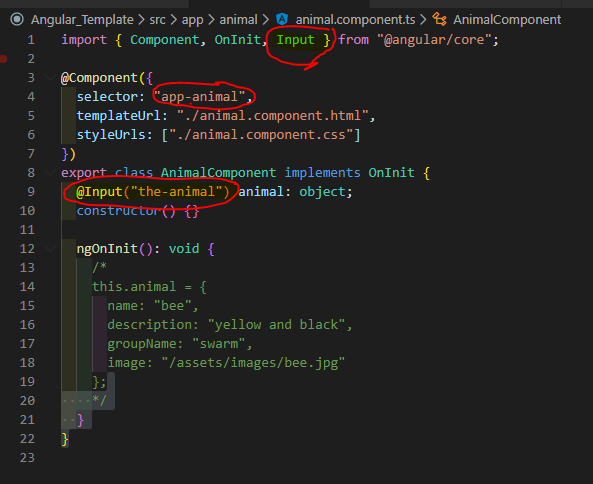 Angular_Template > src > app > animal > animal.component.ts > AnimalComponent
1 import { Component, OnInit, Input } from "@angular/core";
2
3 @Component({
4 selector: "app-animal",
5 templateUrl: "./animal.component.html",
6 styleUrls: ["./animal.component.css"]
7 })
8 export class AnimalComponent implements OnInit {
9 @Input("the-animal") animal: object;
10 constructor() {}
11
12 ngOnInit(): void {
13 /*
14 this.animal = {
15 name: "bee",
16 description: "yellow and black",
17 groupName: "swarm",
18 image: "/assets/images/bee.jpg"
19 };
20 */
21 }
22 }
23